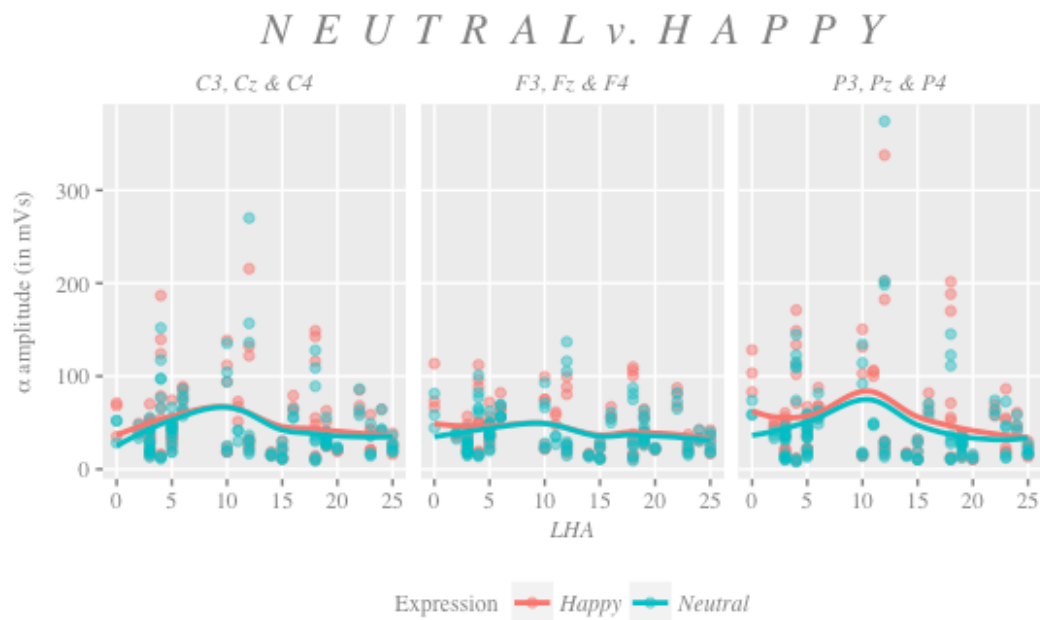 N E U T R A L v. H A P P Y
C3, Cz & C4 F3, Fz & F4 P3, Pz & P4
α amplitude (in mVs)
300
200
100
0
0 5 10 15 20 25 0 5 10 15 20 25 0 5 10 15 20 25
LHA
Expression Happy Neutral